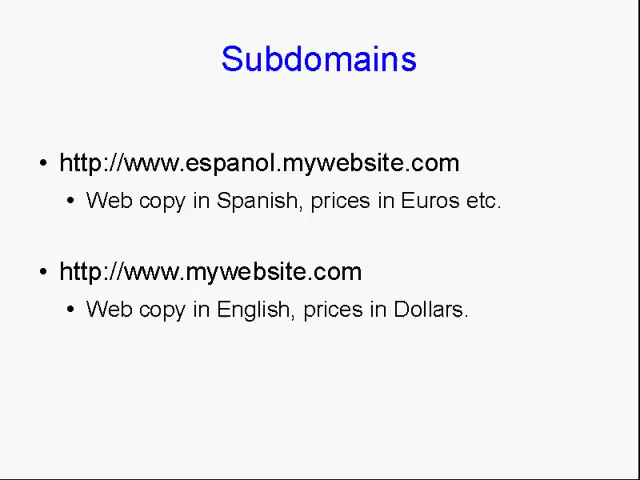 Subdomains
• http://www.espanol.mywebsite.com
• Web copy in Spanish, prices in Euros etc.
• http://www.mywebsite.com
• Web copy in English, prices in Dollars.